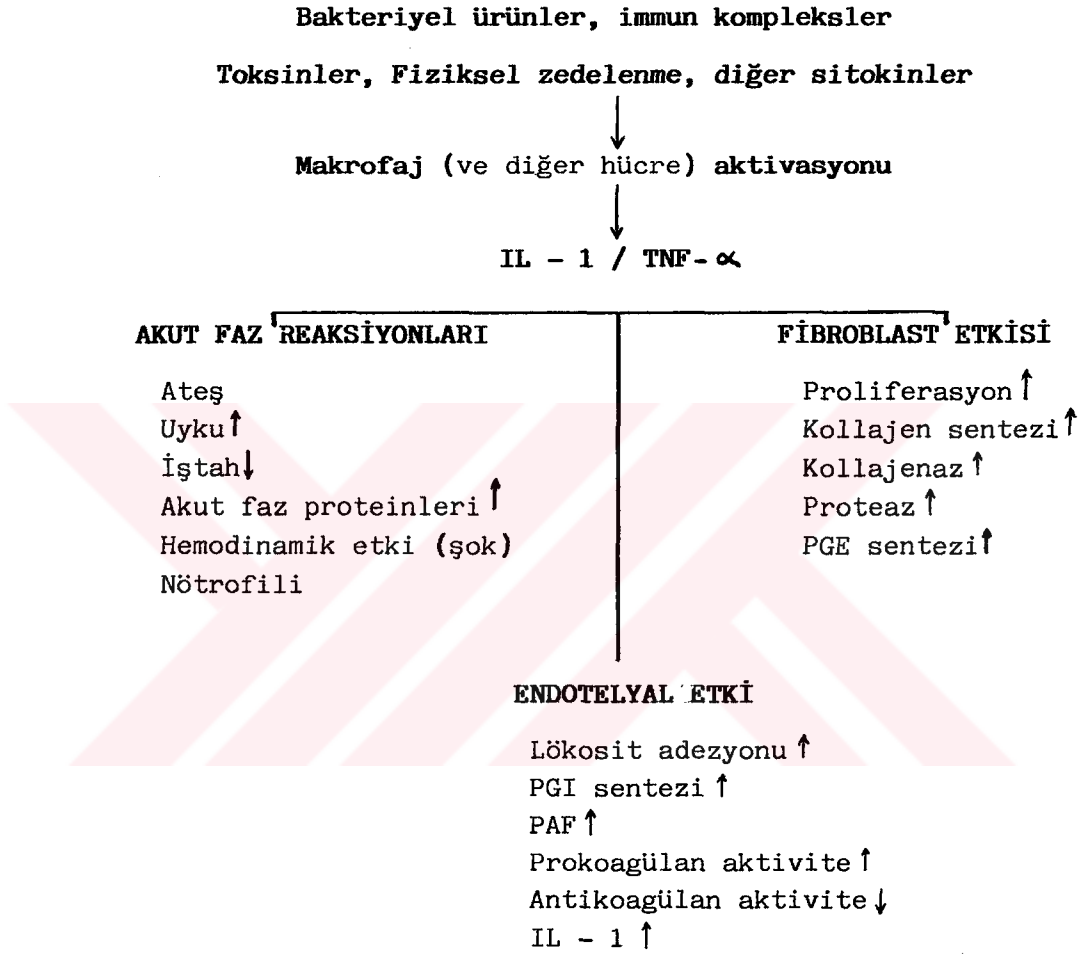 Bakteriyel ürünler, immun kompleksler
Toksinler, Fiziksel zedelenme, diğer sitokinler
↓
Makrofaj (ve diğer hücre) aktivasyonu
↓
IL - 1 / TNF-α
AKUT FAZ REAKSİYONLARI
Ateş
Uyku↑
İştah↓
Akut faz proteinleri↑
Hemodinamik etki (şok)
Nötrofili
FİBROBLAST ETKİSİ
Proliferasyon↑
Kollajen sentezi↑
Kollajenaz↑
Proteaz↑
PGE sentezi↑
ENDOTELYAL ETKİ
Lökosit adezyonu↑
PGI sentezi↑
PAF↑
Prokoagülan aktivite↑
Antikoagülan aktivite↓
IL - 1 ↑